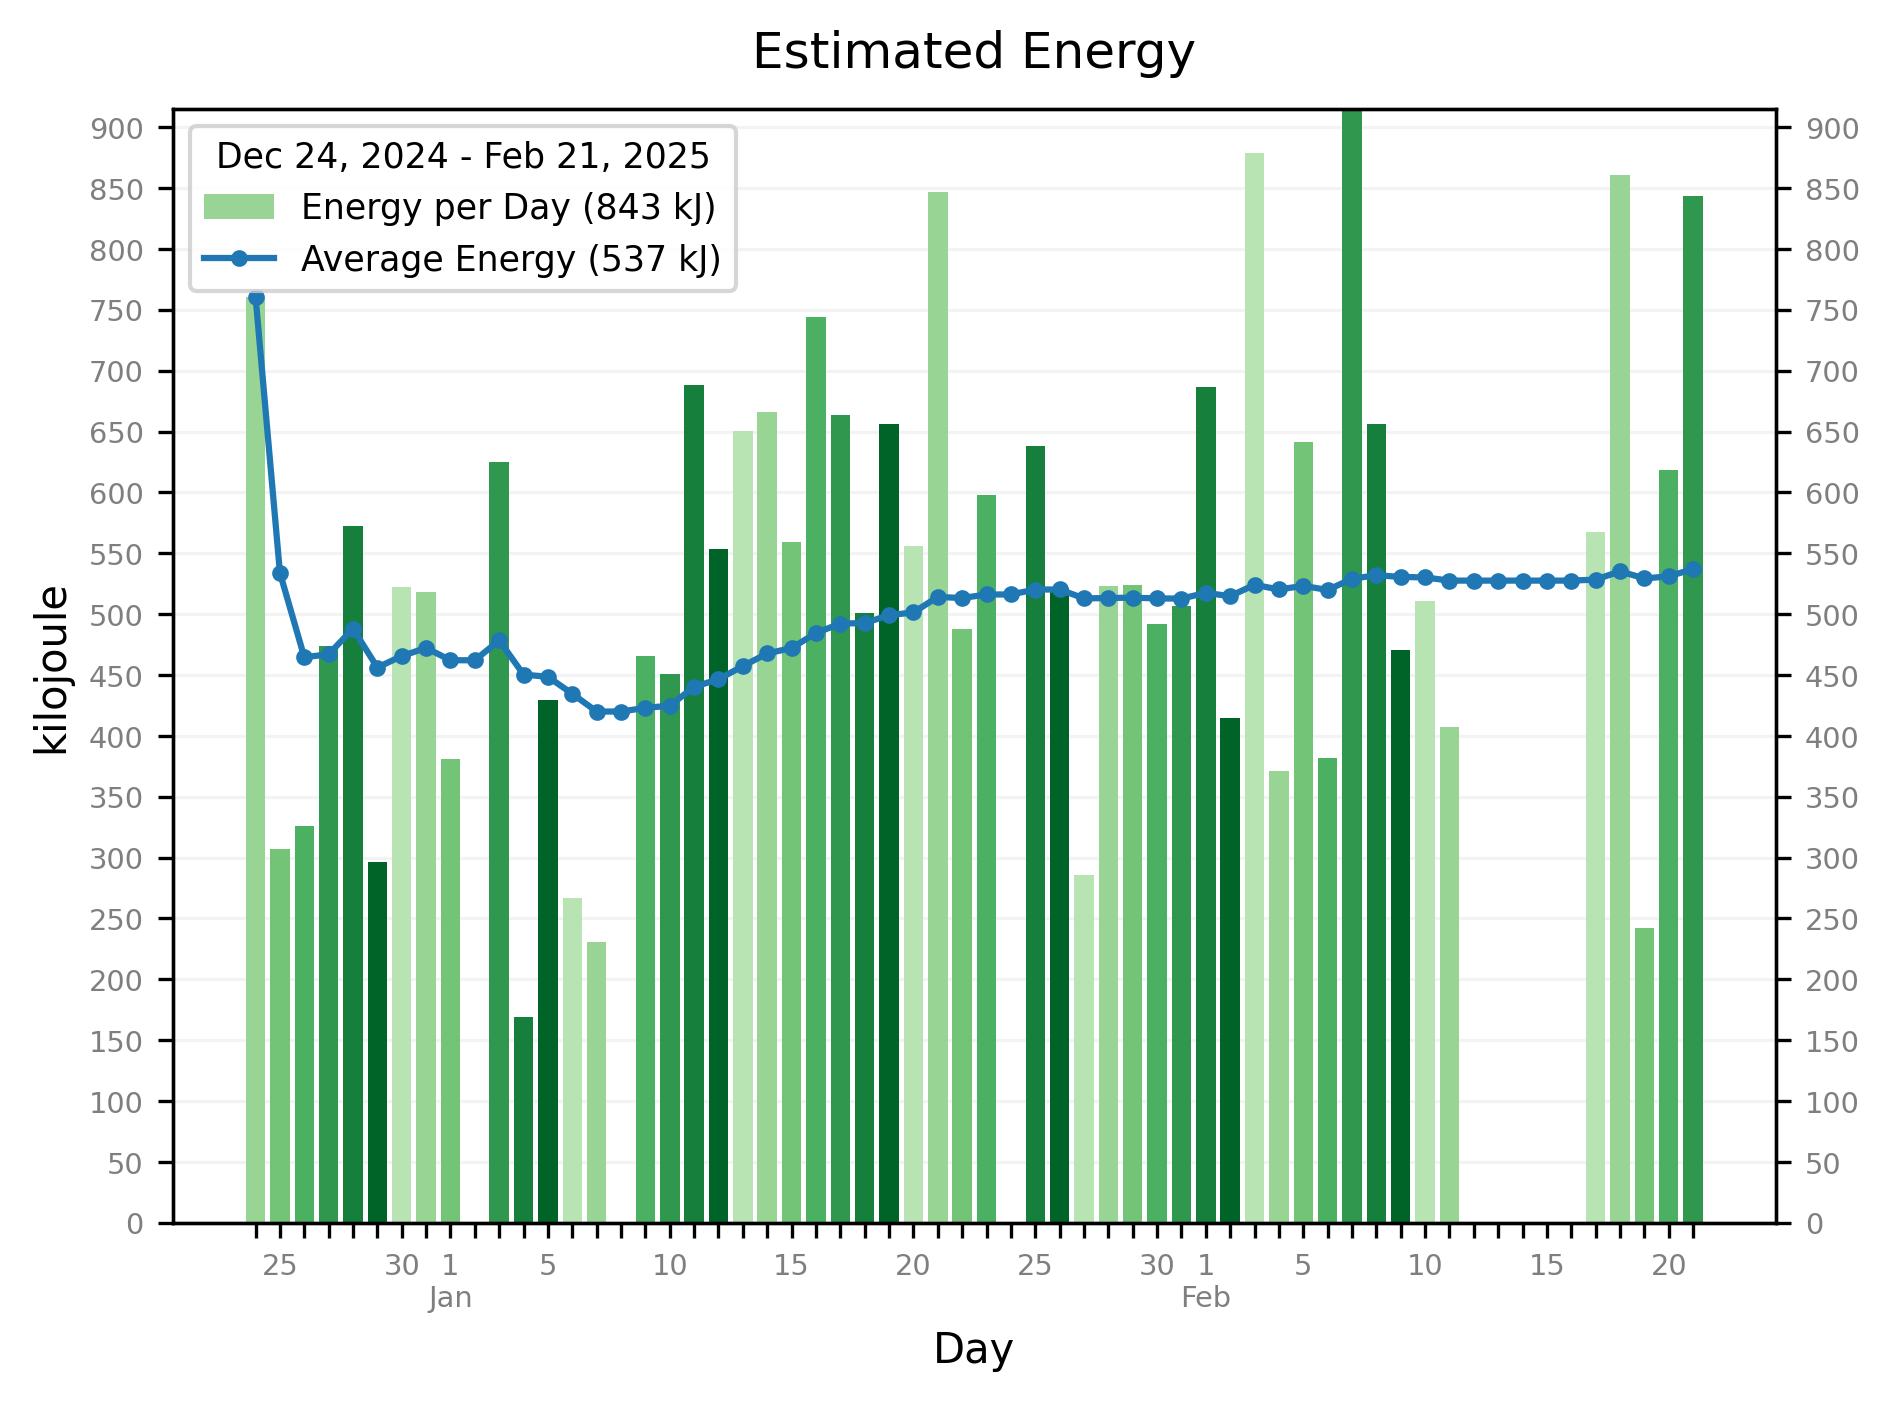 Estimated Energy
Dec 24, 2024 - Feb 21, 2025
Energy per Day (843 kJ)
Average Energy (537 kJ)
kilojoule
900 900
850 850
800 800
750 750
700 700
650 650
600 600
550 550
500 500
450 450
400 400
350 350
300 300
250 250
200 200
150 150
100 100
50 50
0 0
25 30 1 5 10 15 20 25 30 1 5 10 15 20
Jan Feb
Day